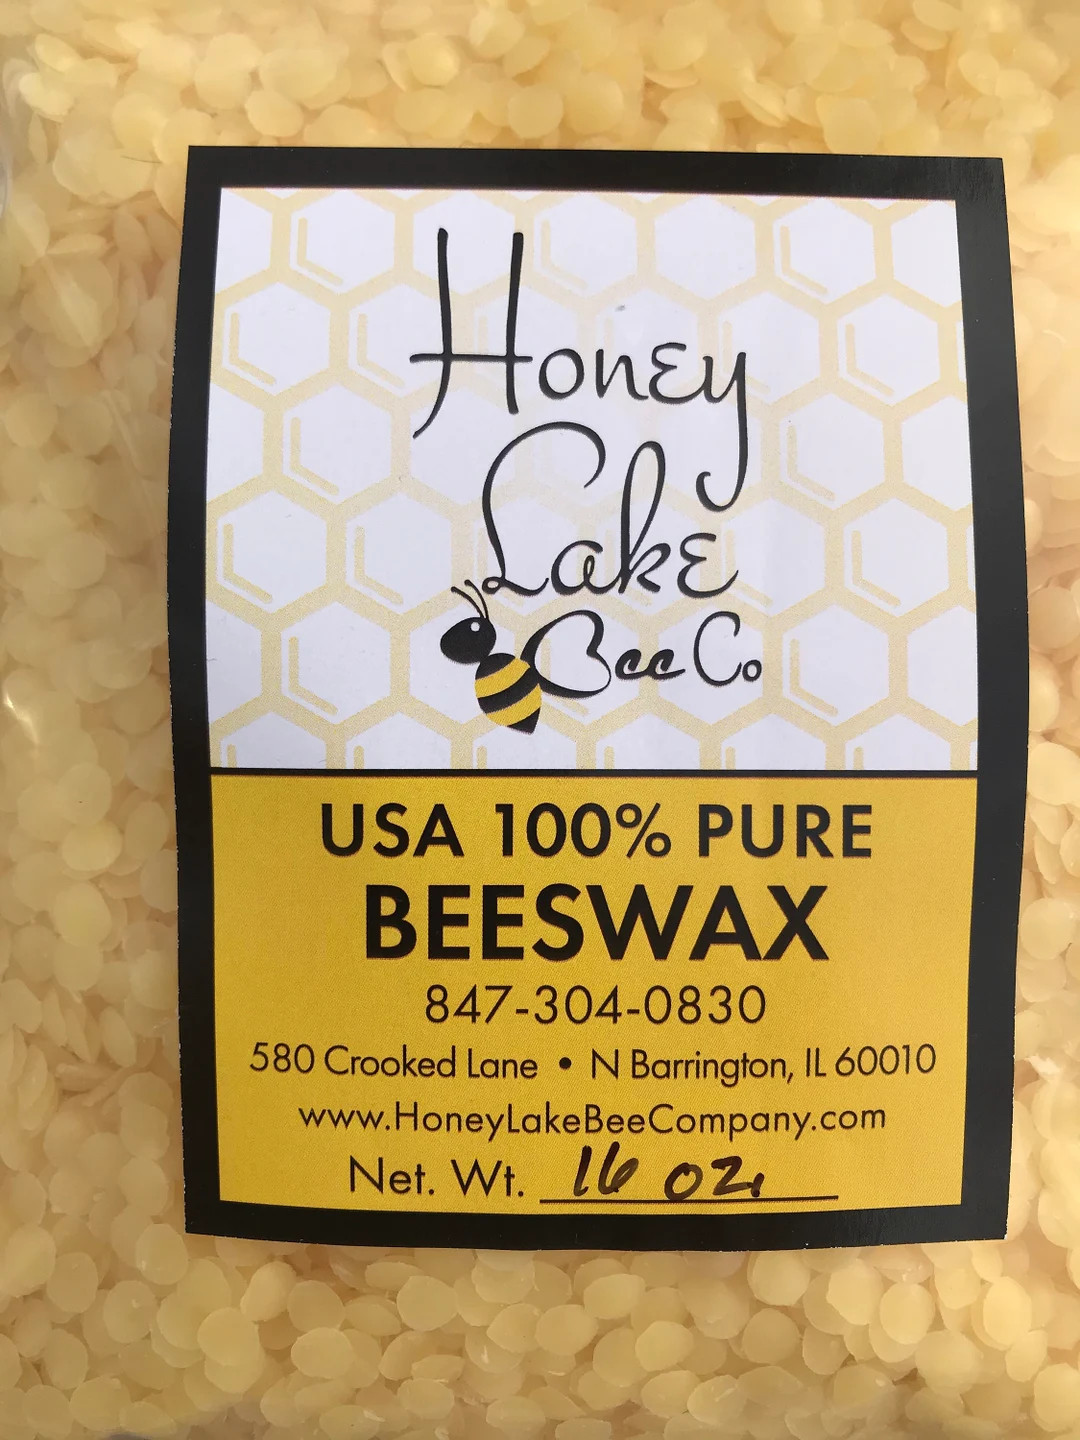 Honey
Lake
Bee Co
USA 100% PURE
BEESWAX
847-304-0830
580 Crooked Lane • N Barrington, IL 60010
www.HoneyLakeBeeCompany.com
Net. Wt. 16 oz.